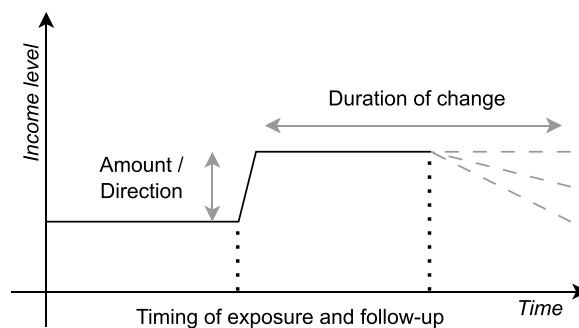 Income level
Duration of change
Amount /
Direction
Time
Timing of exposure and follow-up